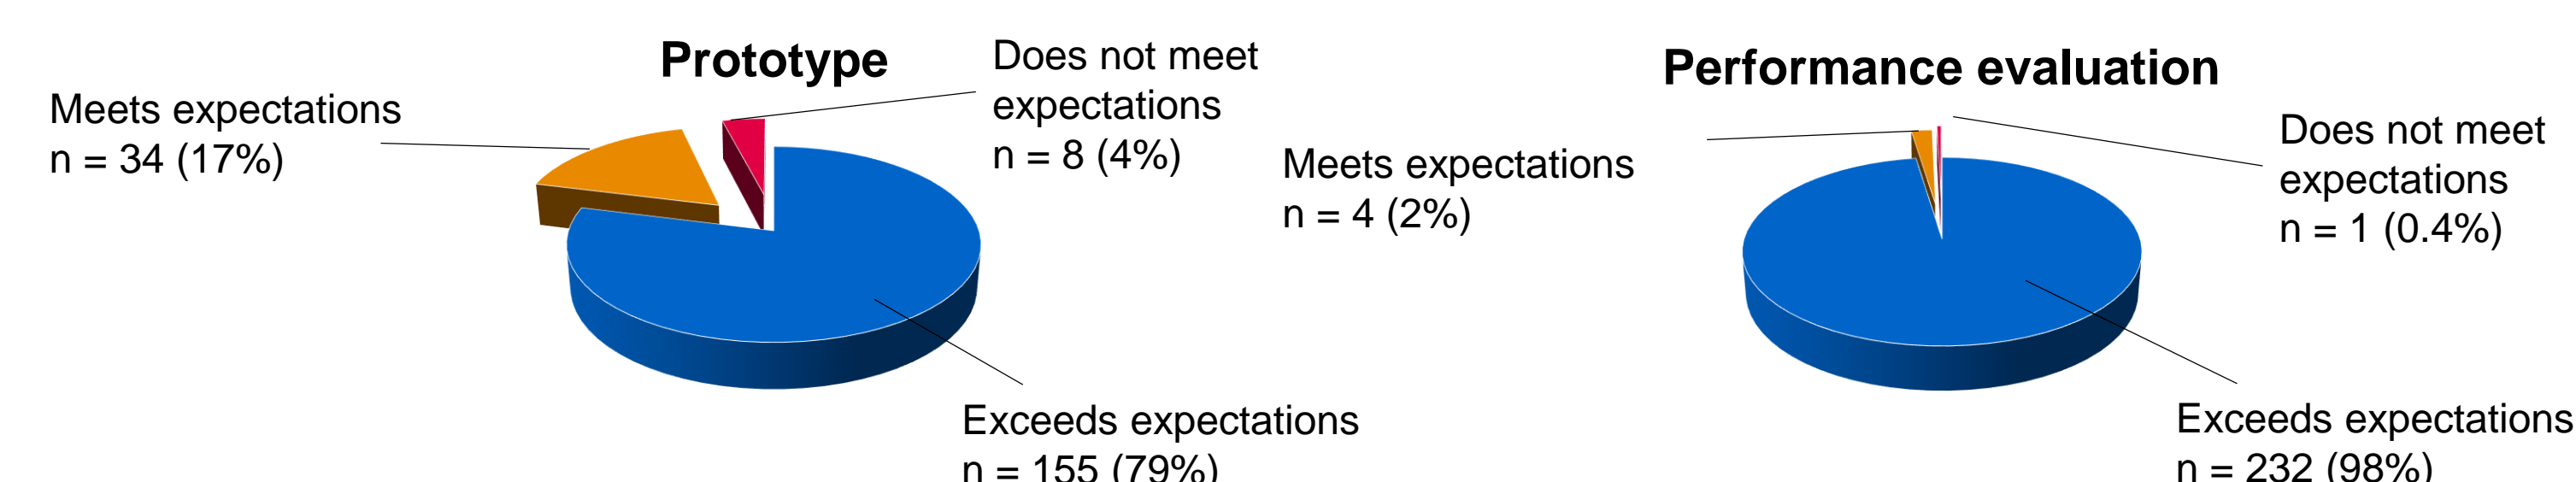 Prototype
Meets expectations
n = 34 (17%)
Does not meet
expectations
n = 8 (4%)
Exceeds expectations
n = 155 (79%)
Performance evaluation
Meets expectations
n = 4 (2%)
Does not meet
expectations
n = 1 (0.4%)
Exceeds expectations
n = 232 (98%)